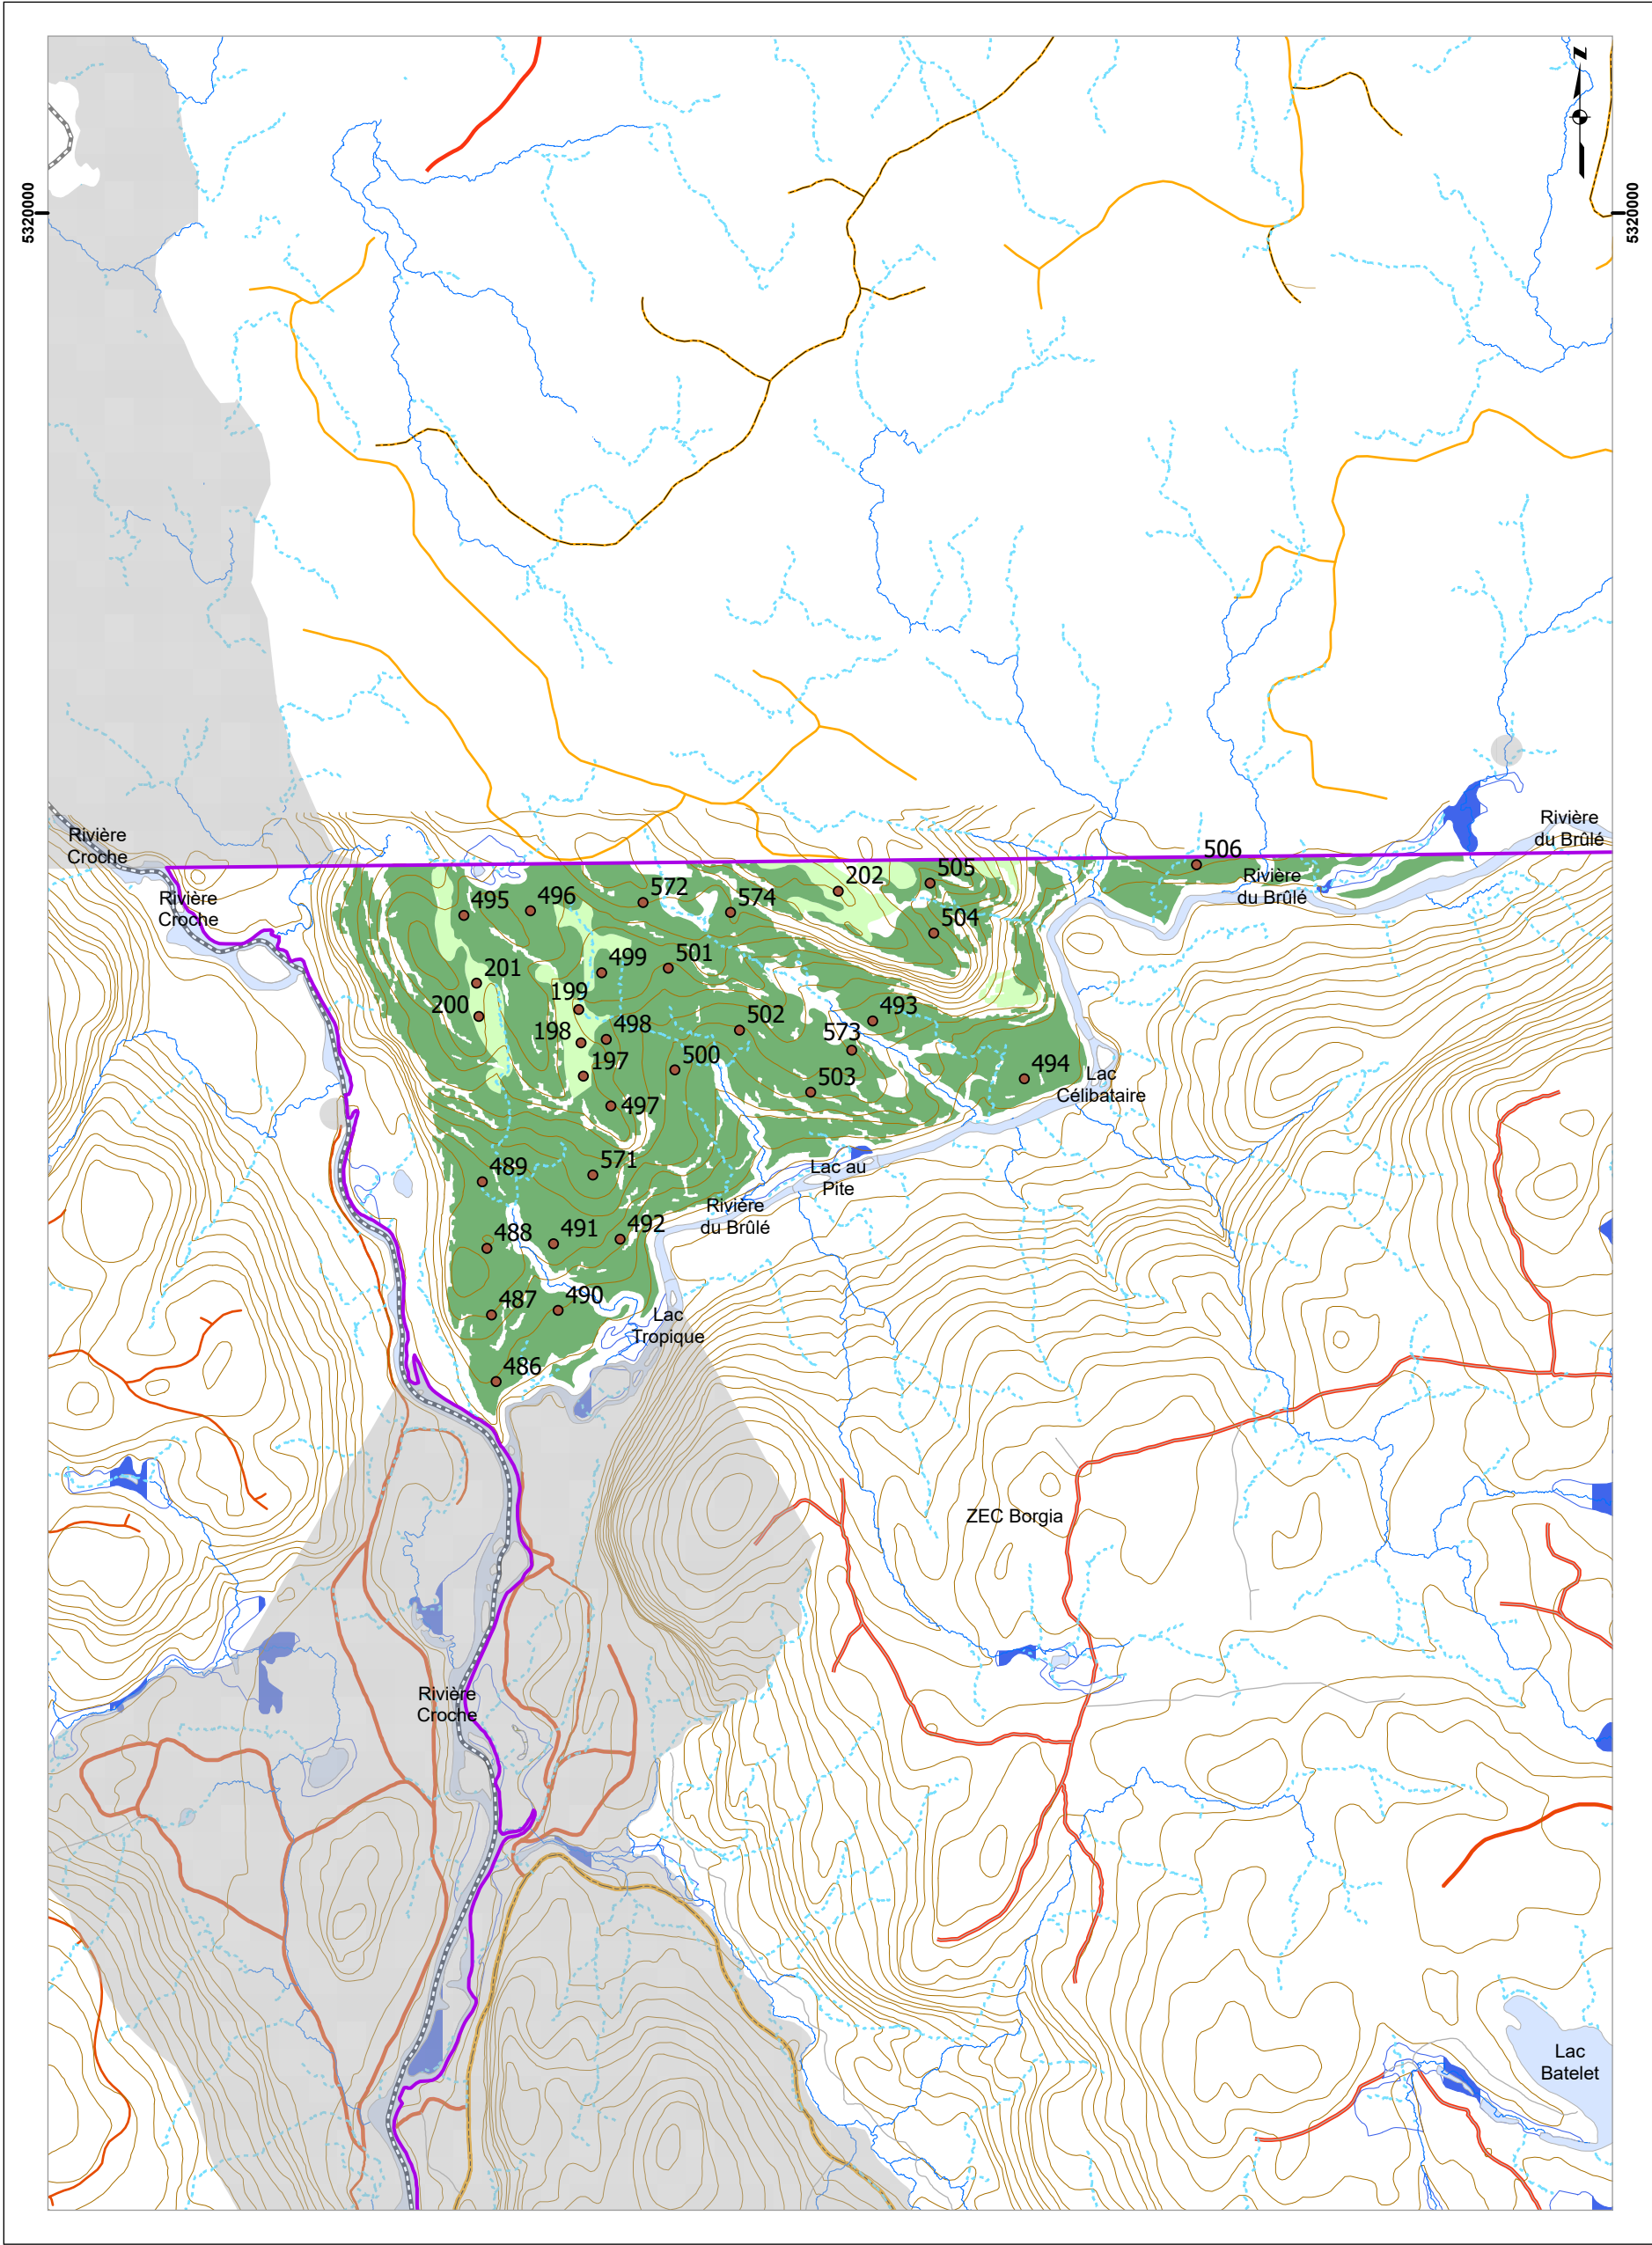 N
5320000
5320000
Rivière
Croche
Rivière
du Brûlé
506
Rivière
du Brûlé
Rivière
Croche
495
496
572
574
202
505
504
499
501
201
200
199
198
498
502
493
573
500
197
503
494
497
Lac
Célibataire
489
571
Lac au
Pite
Rivière
du Brûlé
488
491
492
487
490
Lac
Tropique
486
ZEC Borgia
Rivière
Croche
Lac
Batelet